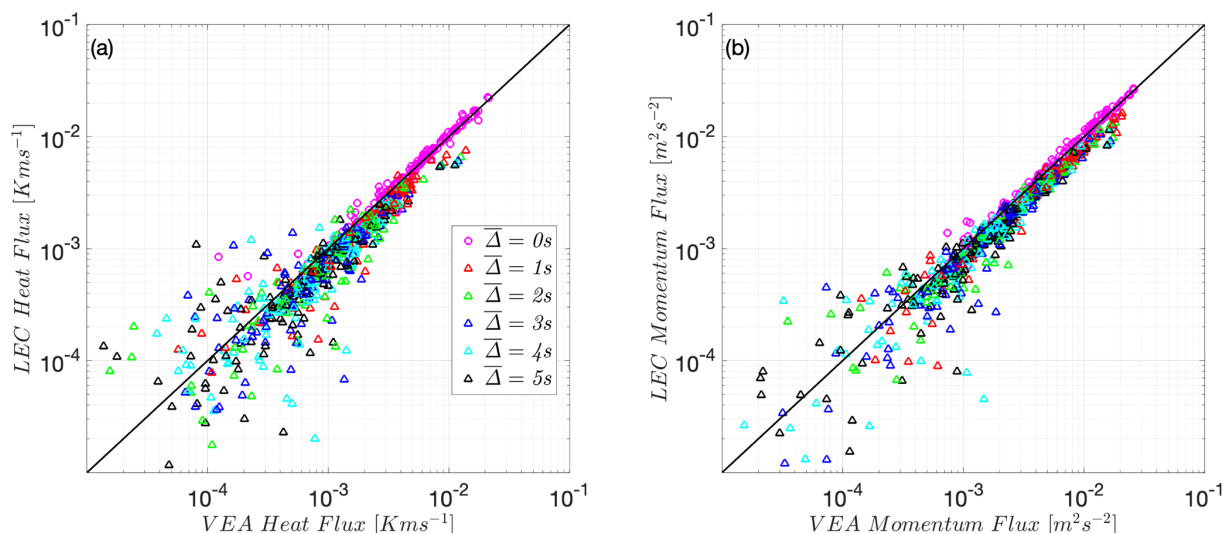 (a)
10^-1
10^-2
10^-3
10^-4
LEC Heat Flux [Kms^-1]
10^-4 10^-3 10^-2 10^-1
VEA Heat Flux [Kms^-1]
Δ̅ = 0s
Δ̅ = 1s
Δ̅ = 2s
Δ̅ = 3s
Δ̅ = 4s
Δ̅ = 5s
(b)
10^-1
10^-2
10^-3
10^-4
LEC Momentum Flux [m^2s^-2]
10^-4 10^-3 10^-2 10^-1
VEA Momentum Flux [m^2s^-2]